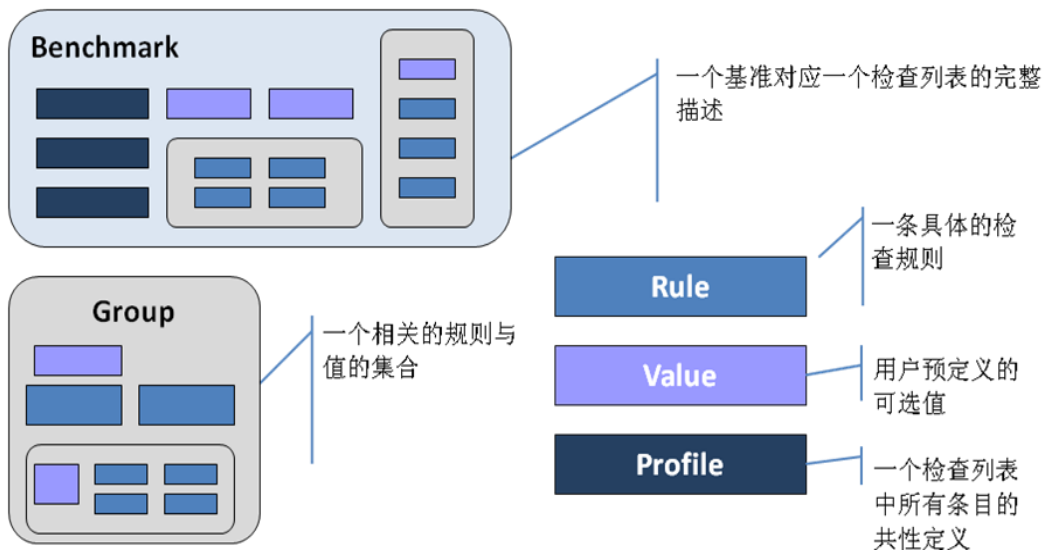 Benchmark
一个基准对应一个检查列表的完整
描述
一条具体的检
查规则
Rule
Group
一个相关的规则与
值的集合
Value
用户预定义的
可选值
Profile
一个检查列表
中所有条目的
共性定义